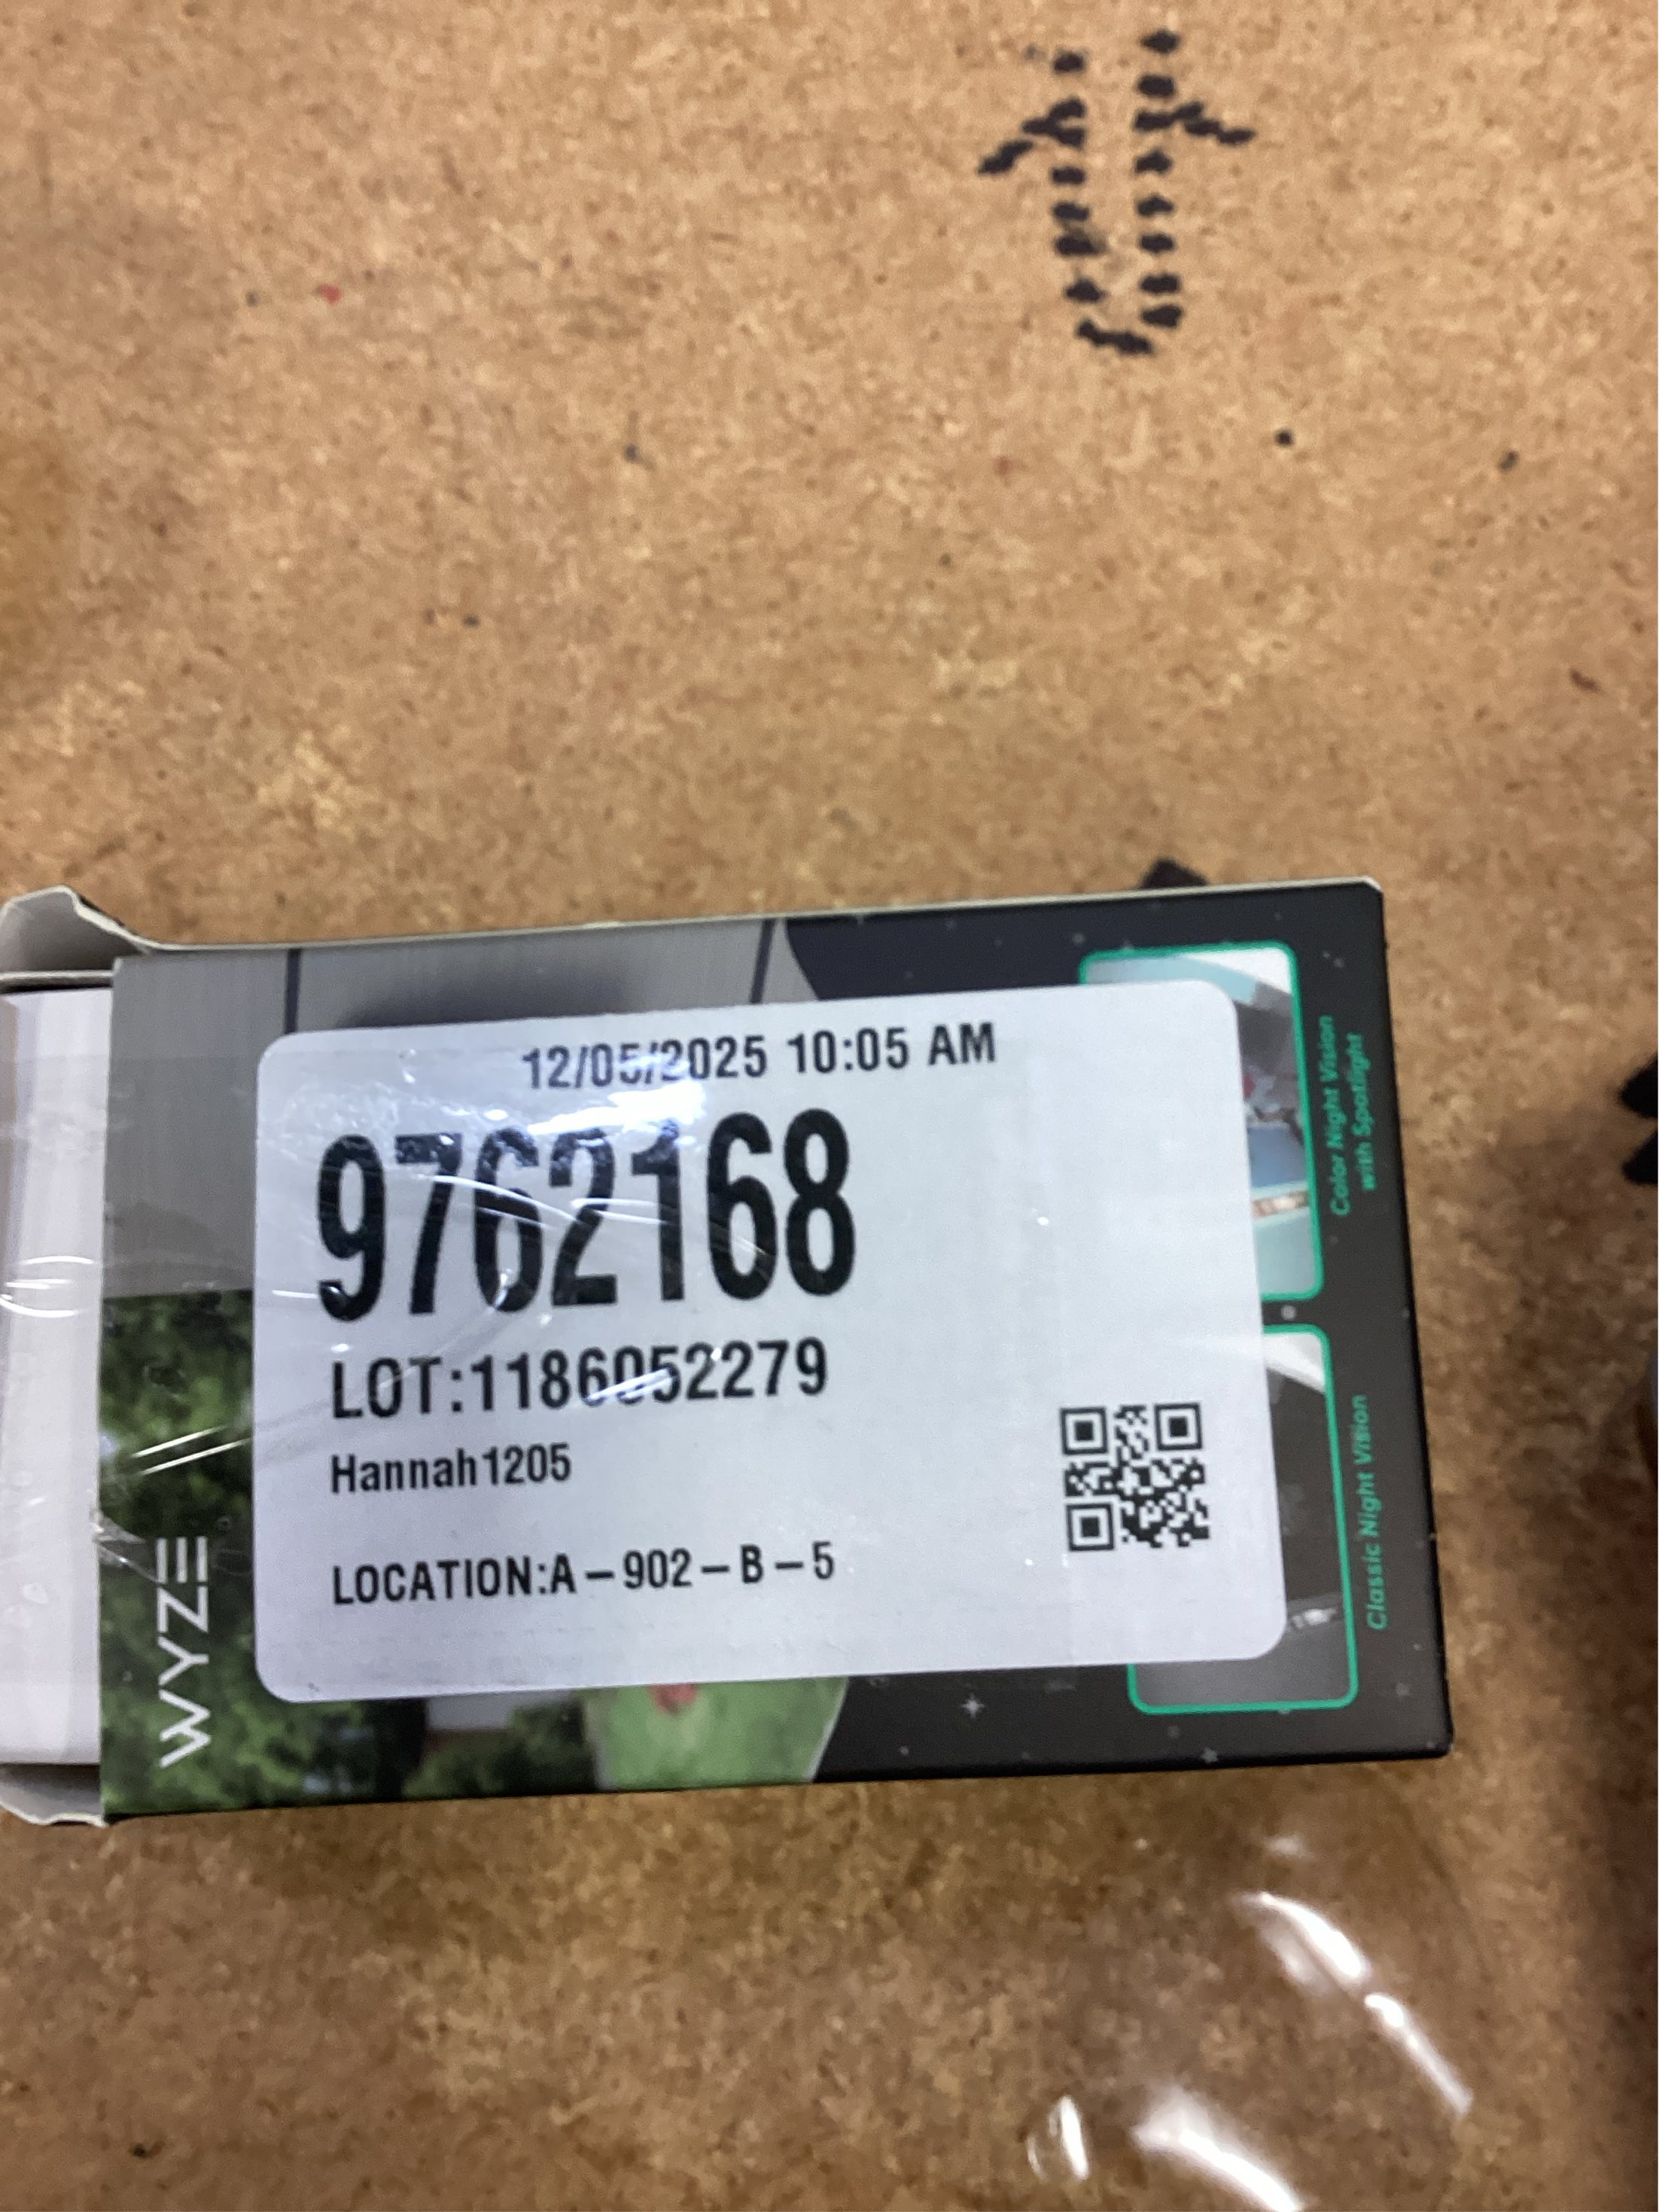 12/05/2025 10:05 AM
9762168
LOT:1186052279
Hannah1205
LOCATION:A-902-B-5
WYZE
Color Night Vision
with Spotlight
Classic Night Vision